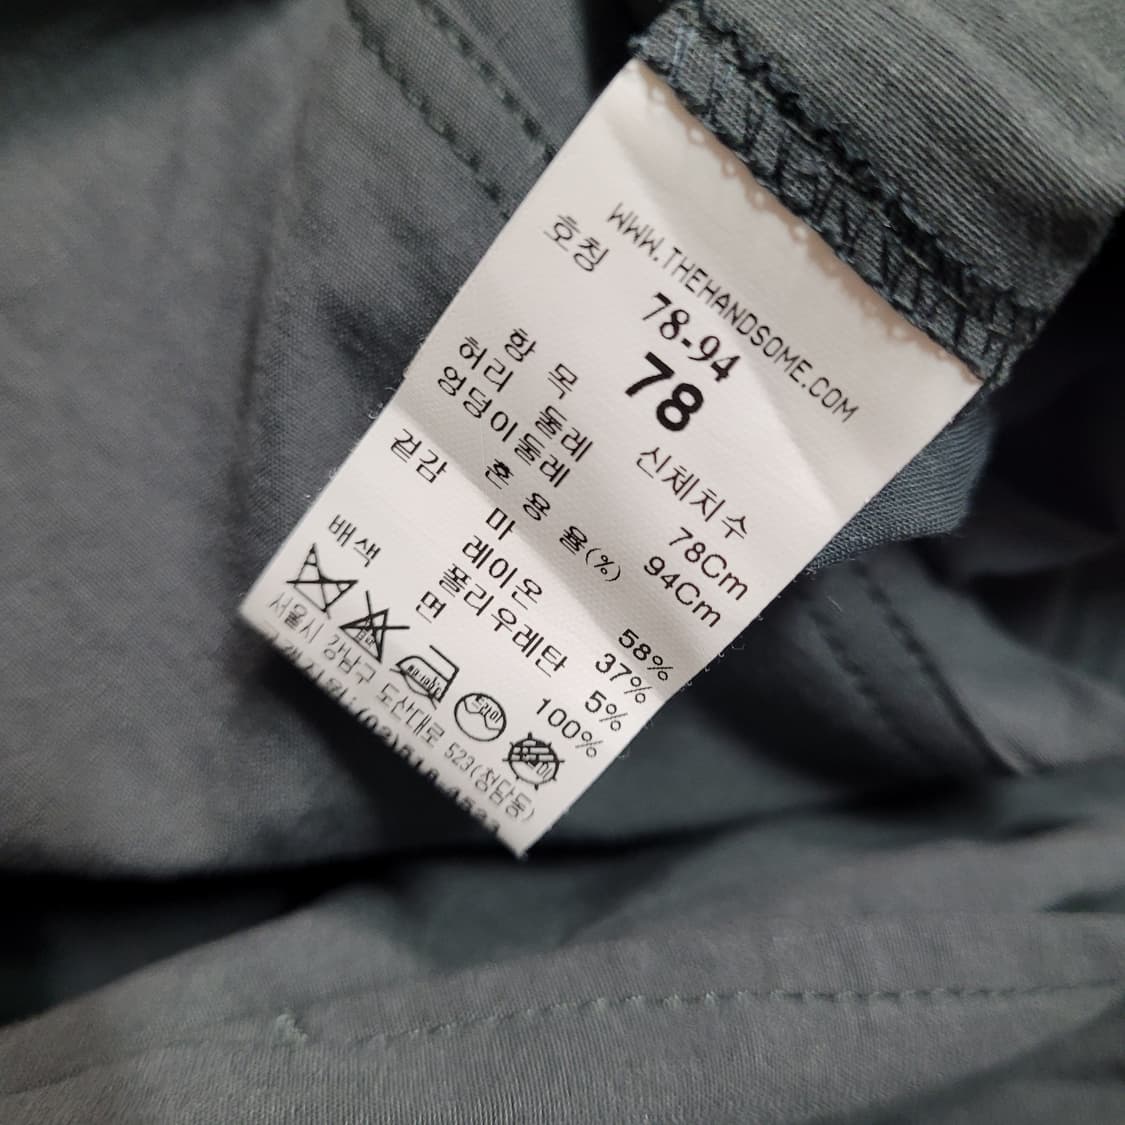 WWW.THEHANDSOME.COM
호칭 78-94
78
항 목 신체치수
허리 둘레 78Cm
엉덩이둘레 94Cm
혼 용 율(%)
겉감 마 58%
레이온 37%
폴리우레탄 5%
배색 면 100%
드라이
서울시 강남구 도산대로 523(청담동)